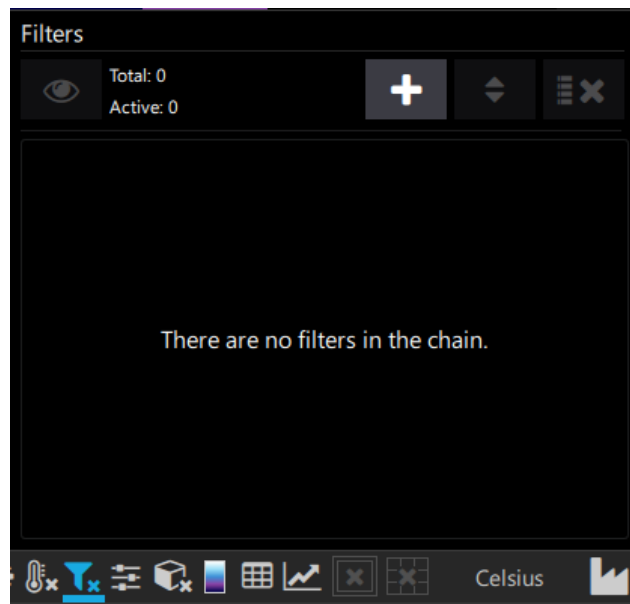 Filters
Total: 0
Active: 0
There are no filters in the chain.
Celsius